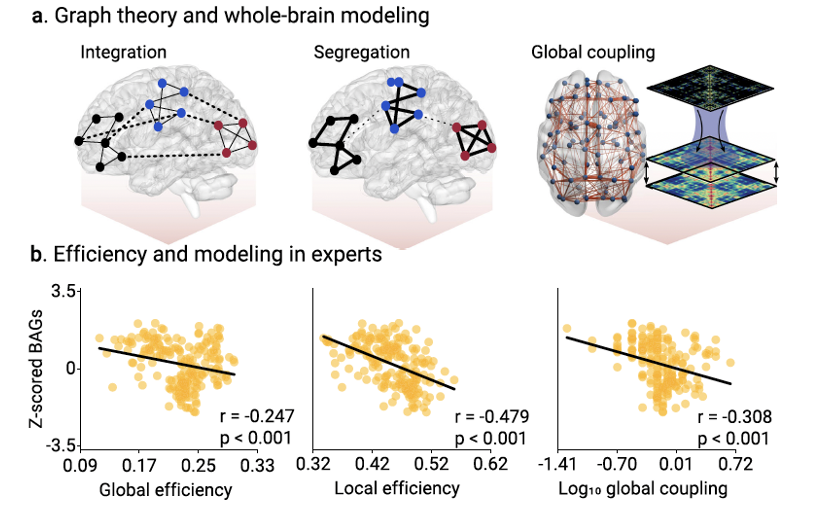 a. Graph theory and whole-brain modeling
Integration
Segregation
Global coupling
b. Efficiency and modeling in experts
Z-scored BAGs
3.5
0
-3.5
r = -0.247
p < 0.001
0.09 0.17 0.25 0.33
Global efficiency
r = -0.479
p < 0.001
0.32 0.42 0.52 0.62
Local efficiency
r = -0.308
p < 0.001
-1.41 -0.70 0.01 0.72
Log₁₀ global coupling